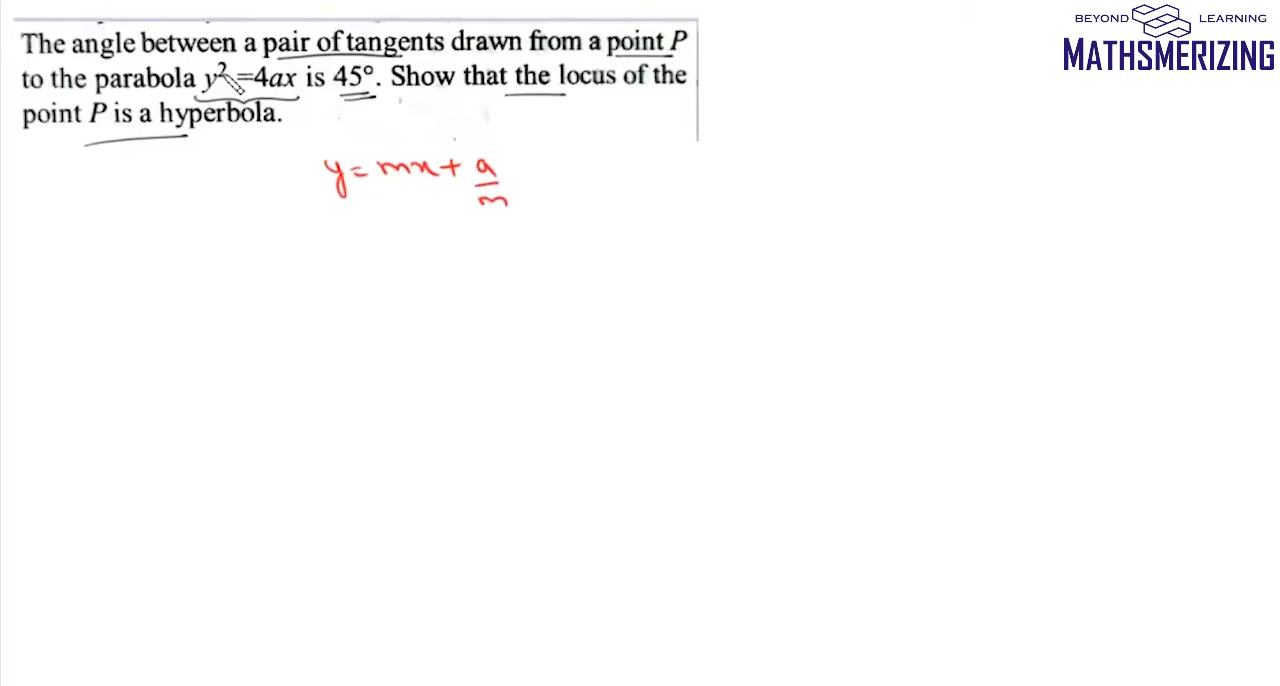 BEYOND LEARNING
MATHSMERIZING
The angle between a pair of tangents drawn from a point P
to the parabola y²=4ax is 45°. Show that the locus of the
point P is a hyperbola.
y = mx + a/m